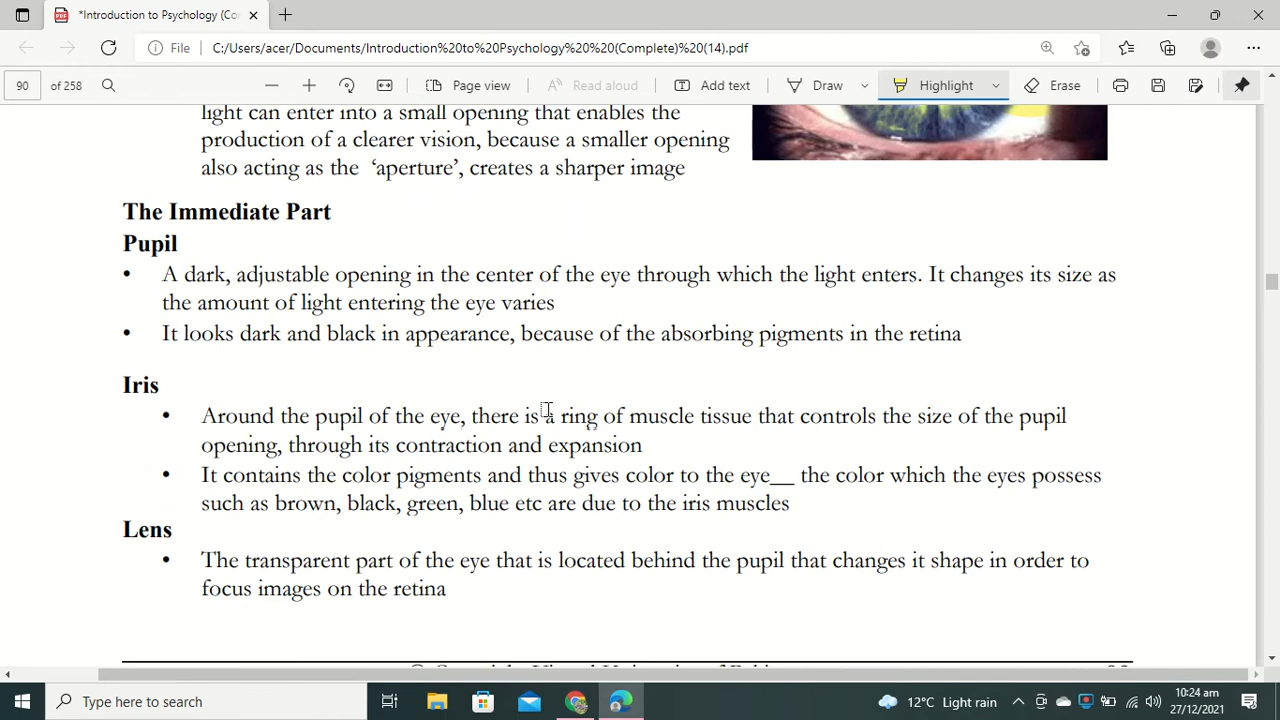 *Introduction to Psychology (Co
File C:/Users/acer/Documents/Introduction%20to%20Psychology%20%20(Complete)%20(14).pdf
90 of 258 Page view Read aloud Add text Draw Highlight Erase
light can enter into a small opening that enables the
production of a clearer vision, because a smaller opening
also acting as the ‘aperture’, creates a sharper image
The Immediate Part
Pupil
• A dark, adjustable opening in the center of the eye through which the light enters. It changes its size as
the amount of light entering the eye varies
• It looks dark and black in appearance, because of the absorbing pigments in the retina
Iris
• Around the pupil of the eye, there is a ring of muscle tissue that controls the size of the pupil
opening, through its contraction and expansion
• It contains the color pigments and thus gives color to the eye__ the color which the eyes possess
such as brown, black, green, blue etc are due to the iris muscles
Lens
• The transparent part of the eye that is located behind the pupil that changes it shape in order to
focus images on the retina
Type here to search 12°C Light rain 10:24 am
27/12/2021